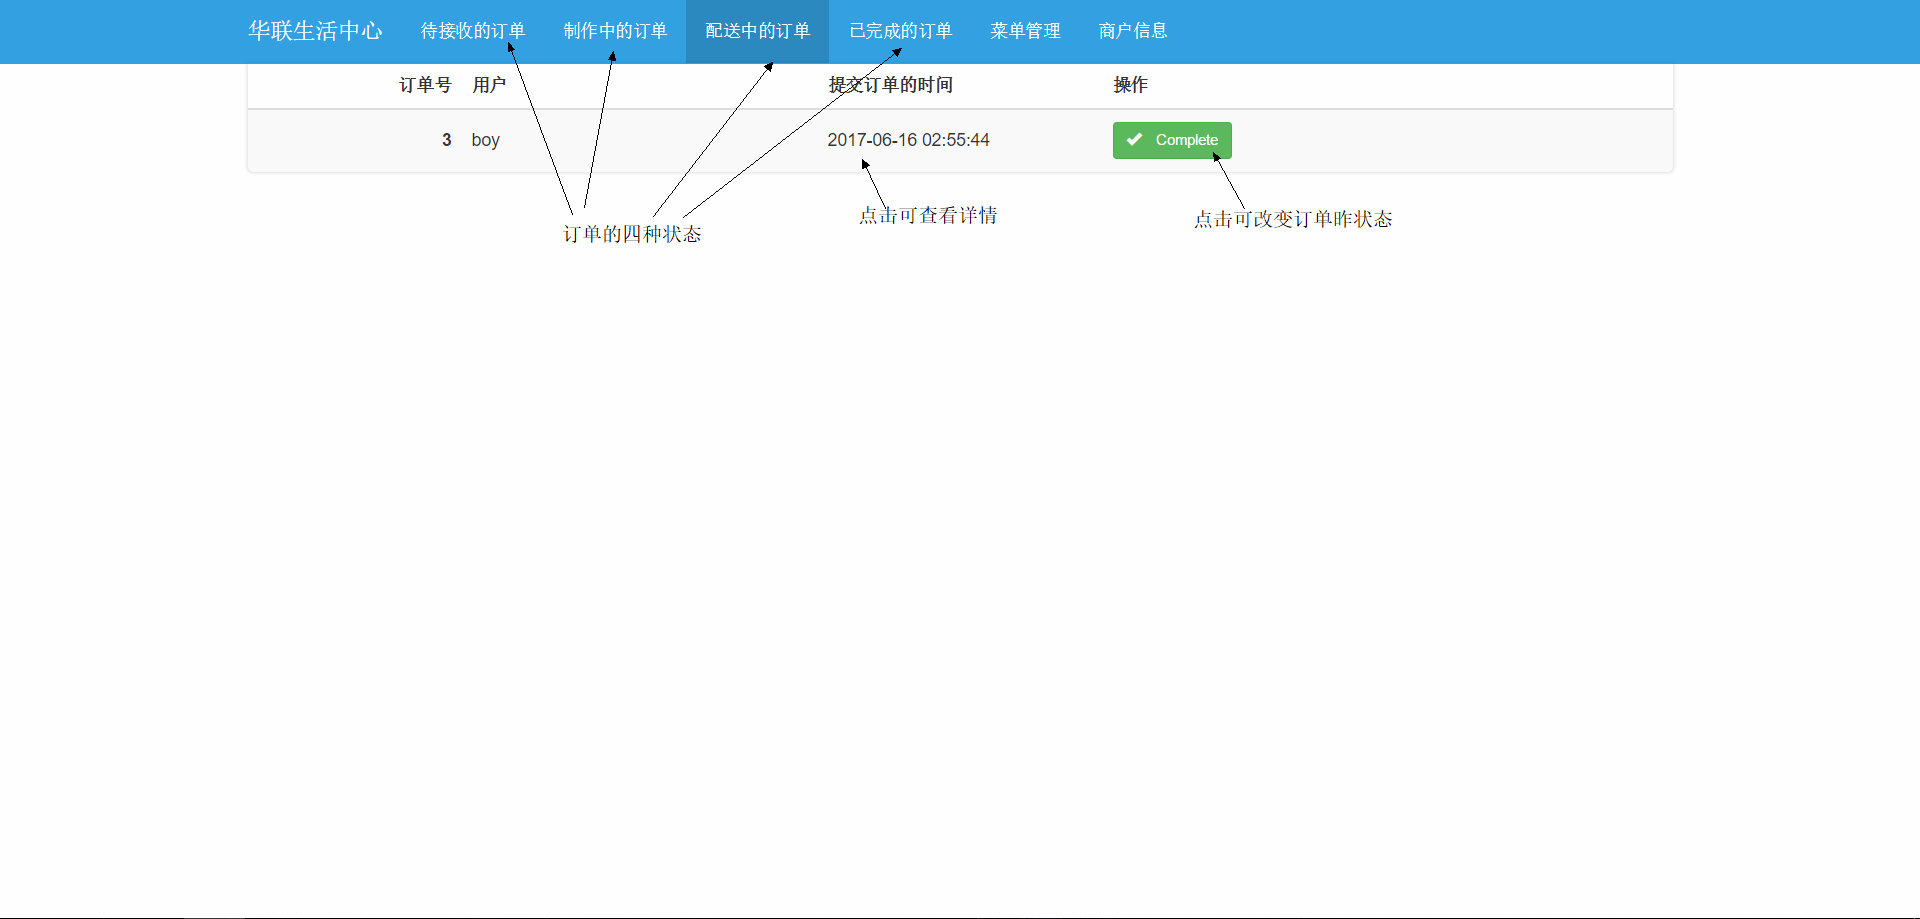 华联生活中心 待接收的订单 制作中的订单 配送中的订单 已完成的订单 菜单管理 商户信息
订单号 用户 提交订单的时间 操作
3 boy 2017-06-16 02:55:44 Complete
点击可查看详情 点击可改变订单昨状态
订单的四种状态